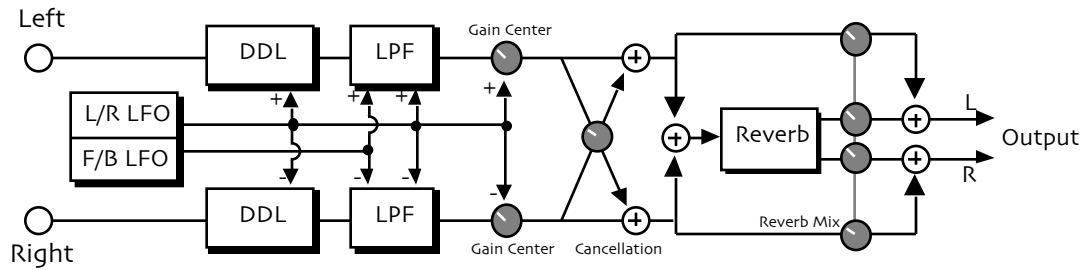 Left
DDL
LPF
Gain Center
+
+
+
+
+
L/R LFO
F/B LFO
-
-
-
-
+
Reverb
L
Output
+
+
+
R
DDL
LPF
Gain Center
+
Cancellation
Reverb Mix
Right